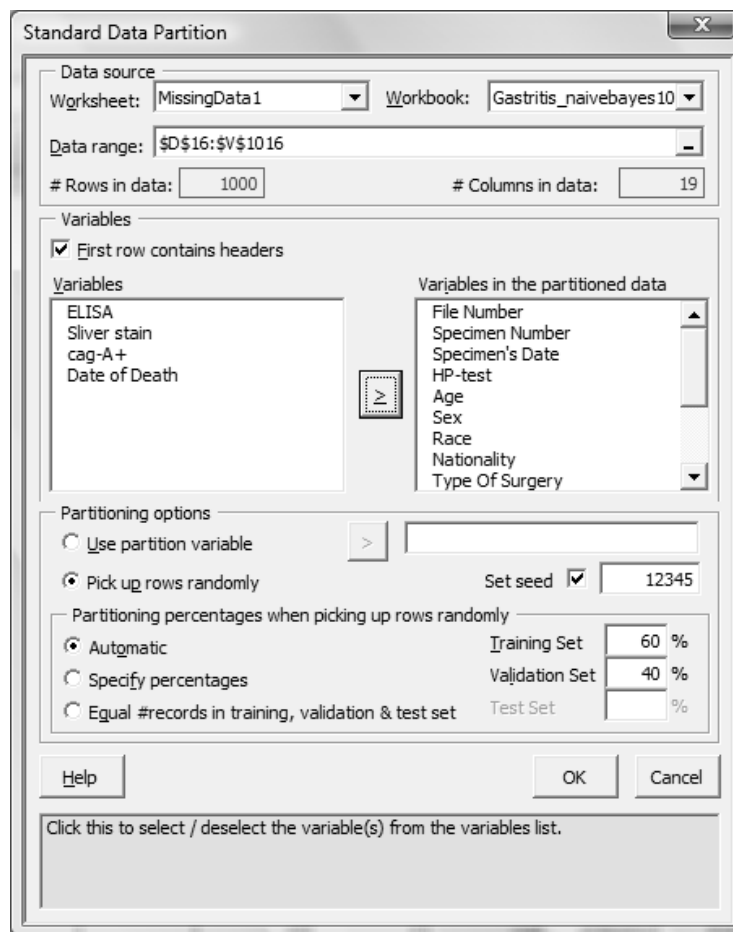 Standard Data Partition
X
Data source
Worksheet: MissingData1 Workbook: Gastritis_naivebayes10
Data range: $D$16:$V$1016
# Rows in data: 1000 # Columns in data: 19
Variables
First row contains headers
Variables Variables in the partitioned data
ELISA File Number
Sliver stain Specimen Number
cag-A+ Specimen's Date
Date of Death HP-test
> Age
Sex
Race
Nationality
Type Of Surgery
Partitioning options
Use partition variable >
Pick up rows randomly Set seed 12345
Partitioning percentages when picking up rows randomly
Automatic Training Set 60 %
Specify percentages Validation Set 40 %
Equal #records in training, validation & test set Test Set %
Help OK Cancel
Click this to select / deselect the variable(s) from the variables list.